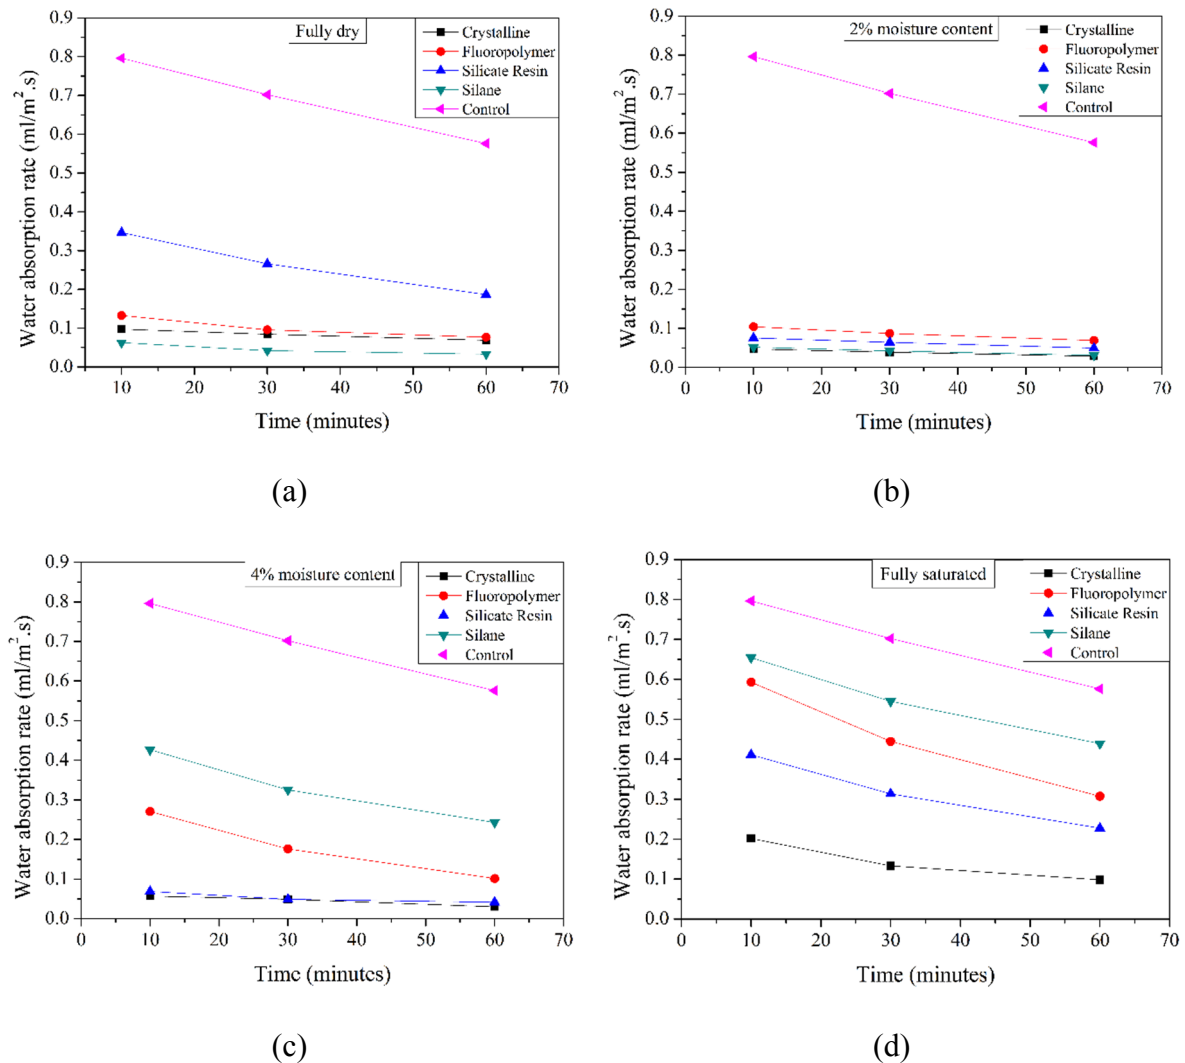 Fully dry
Crystalline
Fluoropolymer
Silicate Resin
Silane
Control
0.9
0.8
0.7
0.6
0.5
0.4
0.3
0.2
0.1
0.0
Water absorption rate (ml/m².s)
10
20
30
40
50
60
70
Time (minutes)
(a)
2% moisture content
Crystalline
Fluoropolymer
Silicate Resin
Silane
Control
0.9
0.8
0.7
0.6
0.5
0.4
0.3
0.2
0.1
0.0
Water absorption rate (ml/m².s)
0
10
20
30
40
50
60
70
Time (minutes)
(b)
4% moisture content
Crystalline
Fluoropolymer
Silicate Resin
Silane
Control
0.9
0.8
0.7
0.6
0.5
0.4
0.3
0.2
0.1
0.0
Water absorption rate (ml/m².s)
0
10
20
30
40
50
60
70
Time (minutes)
(c)
Fully saturated
Crystalline
Fluoropolymer
Silicate Resin
Silane
Control
0.9
0.8
0.7
0.6
0.5
0.4
0.3
0.2
0.1
0.0
Water absorption rate (ml/m².s)
0
10
20
30
40
50
60
70
Time (minutes)
(d)